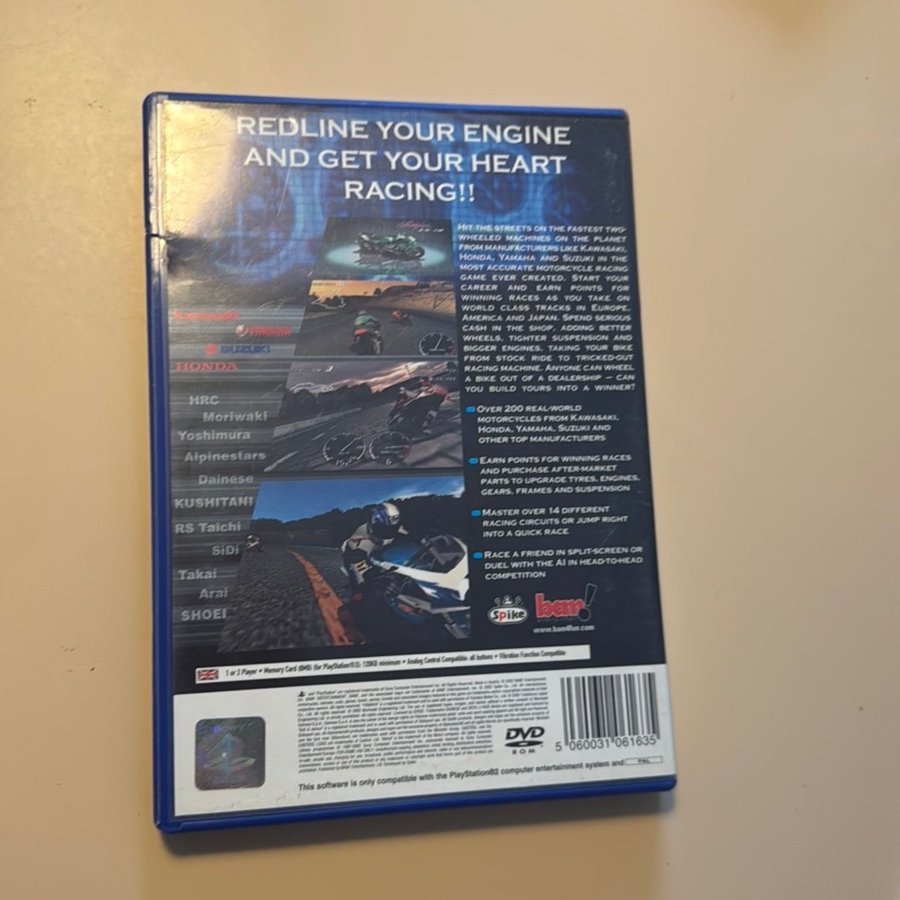 REDLINE YOUR ENGINE
AND GET YOUR HEART
RACING!!
HIT THE STREETS ON THE FASTEST TWO-
WHEELED MACHINES ON THE PLANET
FROM MANUFACTURERS LIKE KAWASAKI,
HONDA, YAMAHA AND SUZUKI IN THE
MOST ACCURATE MOTORCYCLE RACING
GAME EVER CREATED. START YOUR
CAREER AND EARN POINTS FOR
WINNING RACES AS YOU TAKE ON
WORLD CLASS TRACKS IN EUROPE,
AMERICA AND JAPAN. SPEND SERIOUS
CASH IN THE SHOP, ADDING BETTER
WHEELS, TIGHTER SUSPENSION AND
BIGGER ENGINES, TAKING YOUR BIKE
FROM STOCK RIDE TO TRICKED-OUT
RACING MACHINE. ANYONE CAN WHEEL
A BIKE OUT OF A DEALERSHIP – CAN
YOU BUILD YOURS INTO A WINNER?
Kawasaki
YAMAHA
SUZUKI
HONDA
HRC
Moriwaki
Yoshimura
Alpinestars
Dainese
KUSHITANI
RS Taichi
SiDi
Takai
Arai
SHOEI
OVER 200 REAL-WORLD
MOTORCYCLES FROM KAWASAKI,
HONDA, YAMAHA, SUZUKI AND
OTHER TOP MANUFACTURERS
EARN POINTS FOR WINNING RACES
AND PURCHASE AFTER-MARKET
PARTS TO UPGRADE TYRES, ENGINES,
GEARS, FRAMES AND SUSPENSION
MASTER OVER 14 DIFFERENT
RACING CIRCUITS OR JUMP RIGHT
INTO A QUICK RACE
RACE A FRIEND IN SPLIT-SCREEN OR
DUEL WITH THE AI IN HEAD-TO-HEAD
COMPETITION
Spike
bam!
www.bam4fun.com
1 or 2 Player • Memory Card (8MB) (for PlayStation®2): 120KB minimum • Analog Control Compatible: all buttons • Vibration Function Compatible
DVD
ROM
5 060031 061635
This software is only compatible with the PlayStation®2 computer entertainment system and PAL